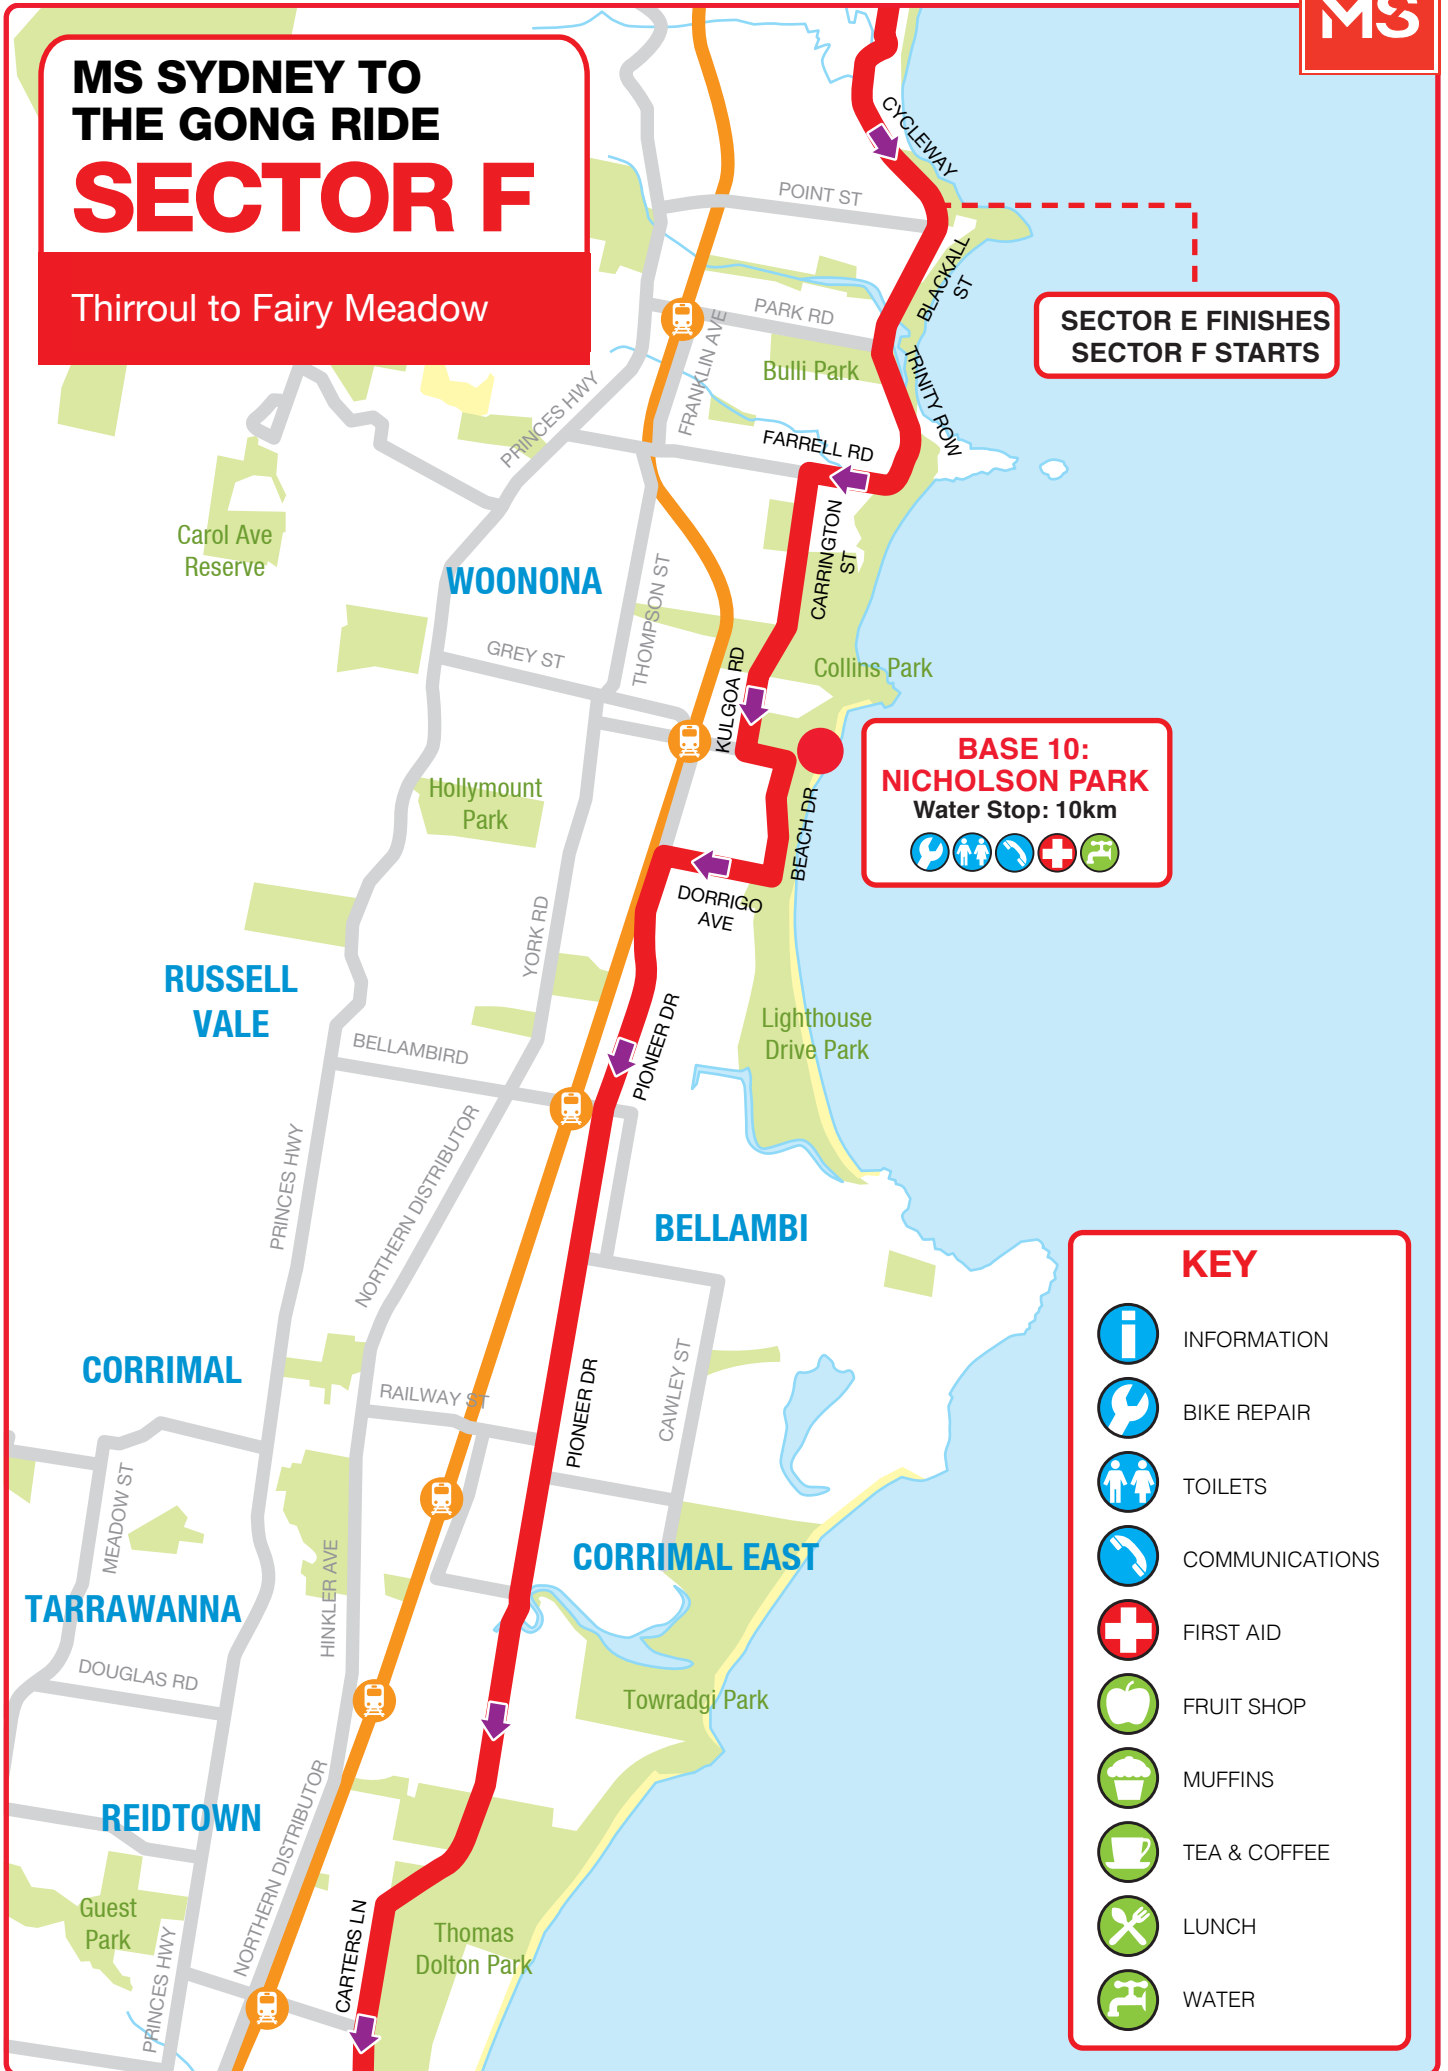 MS
MS SYDNEY TO
THE GONG RIDE
SECTOR F
Thirroul to Fairy Meadow
CYCLEWAY
POINT ST
BLACKALL
ST
SECTOR E FINISHES
SECTOR F STARTS
PARK RD
FRANKLIN AVE
Bulli Park
TRINITY ROW
PRINCES HWY
FARRELL RD
Carol Ave
Reserve
CARRINGTON
ST
WOONONA
THOMPSON ST
GREY ST
KULGOA RD
Collins Park
BASE 10:
NICHOLSON PARK
Water Stop: 10km
Hollymount
Park
BEACH DR
DORRIGO
AVE
YORK RD
RUSSELL
VALE
PIONEER DR
Lighthouse
Drive Park
BELLAMBIRD
PRINCES HWY
NORTHERN DISTRIBUTOR
BELLAMBI
CORRIMAL
RAILWAY ST
PIONEER DR
CAWLEY ST
MEADOW ST
HINKLER AVE
CORRIMAL EAST
TARRAWANNA
DOUGLAS RD
Towradgi Park
REIDTOWN
NORTHERN DISTRIBUTOR
Guest
Park
PRINCES HWY
CARTERS LN
Thomas
Dolton Park
KEY
INFORMATION
BIKE REPAIR
TOILETS
COMMUNICATIONS
FIRST AID
FRUIT SHOP
MUFFINS
TEA & COFFEE
LUNCH
WATER